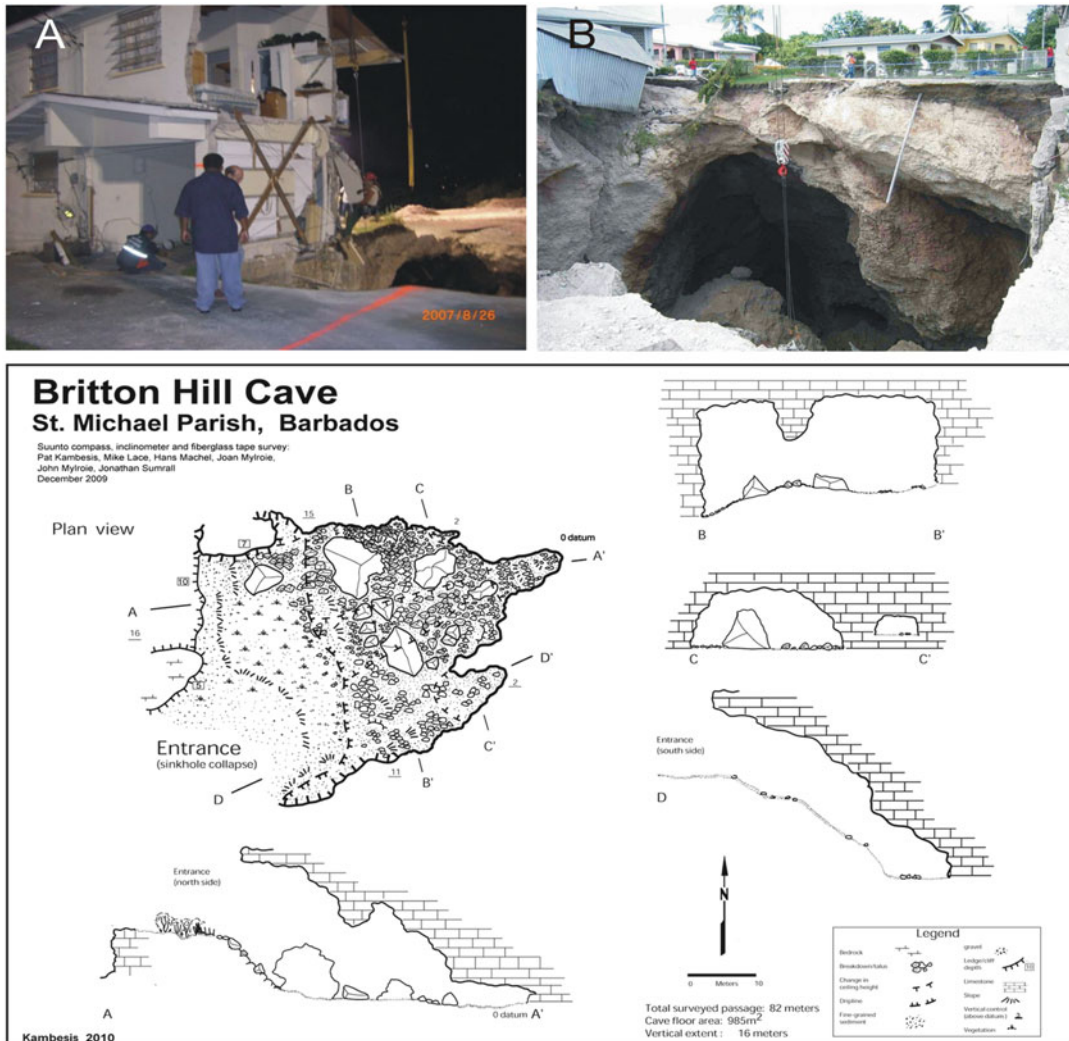 A
2007/8/26
B
Britton Hill Cave
St. Michael Parish, Barbados
Suunto compass, inclinometer and fiberglass tape survey:
Pat Kambesis, Mike Lace, Hans Machel, Joan Mylroie,
John Mylroie, Jonathan Sumrall
December 2009
Plan view
B
C
15
2
0 datum
A'
7
10
A
16
5
D'
2
C'
Entrance
(sinkhole collapse)
B'
11
D
Entrance
(north side)
A
0 datum
A'
Kambesis 2010
B
B'
C
C'
Entrance
(south side)
D
N
0
Meters
10
Total surveyed passage: 82 meters
Cave floor area: 985m2
Vertical extent : 16 meters
Legend
Bedrock
Breakdown/talus
Change in
ceiling height
Dripline
Fine-grained
sediment
gravel
Ledge/cliff
depths
10
Limestone
Slope
Vertical control
(above datum)
Vegetation